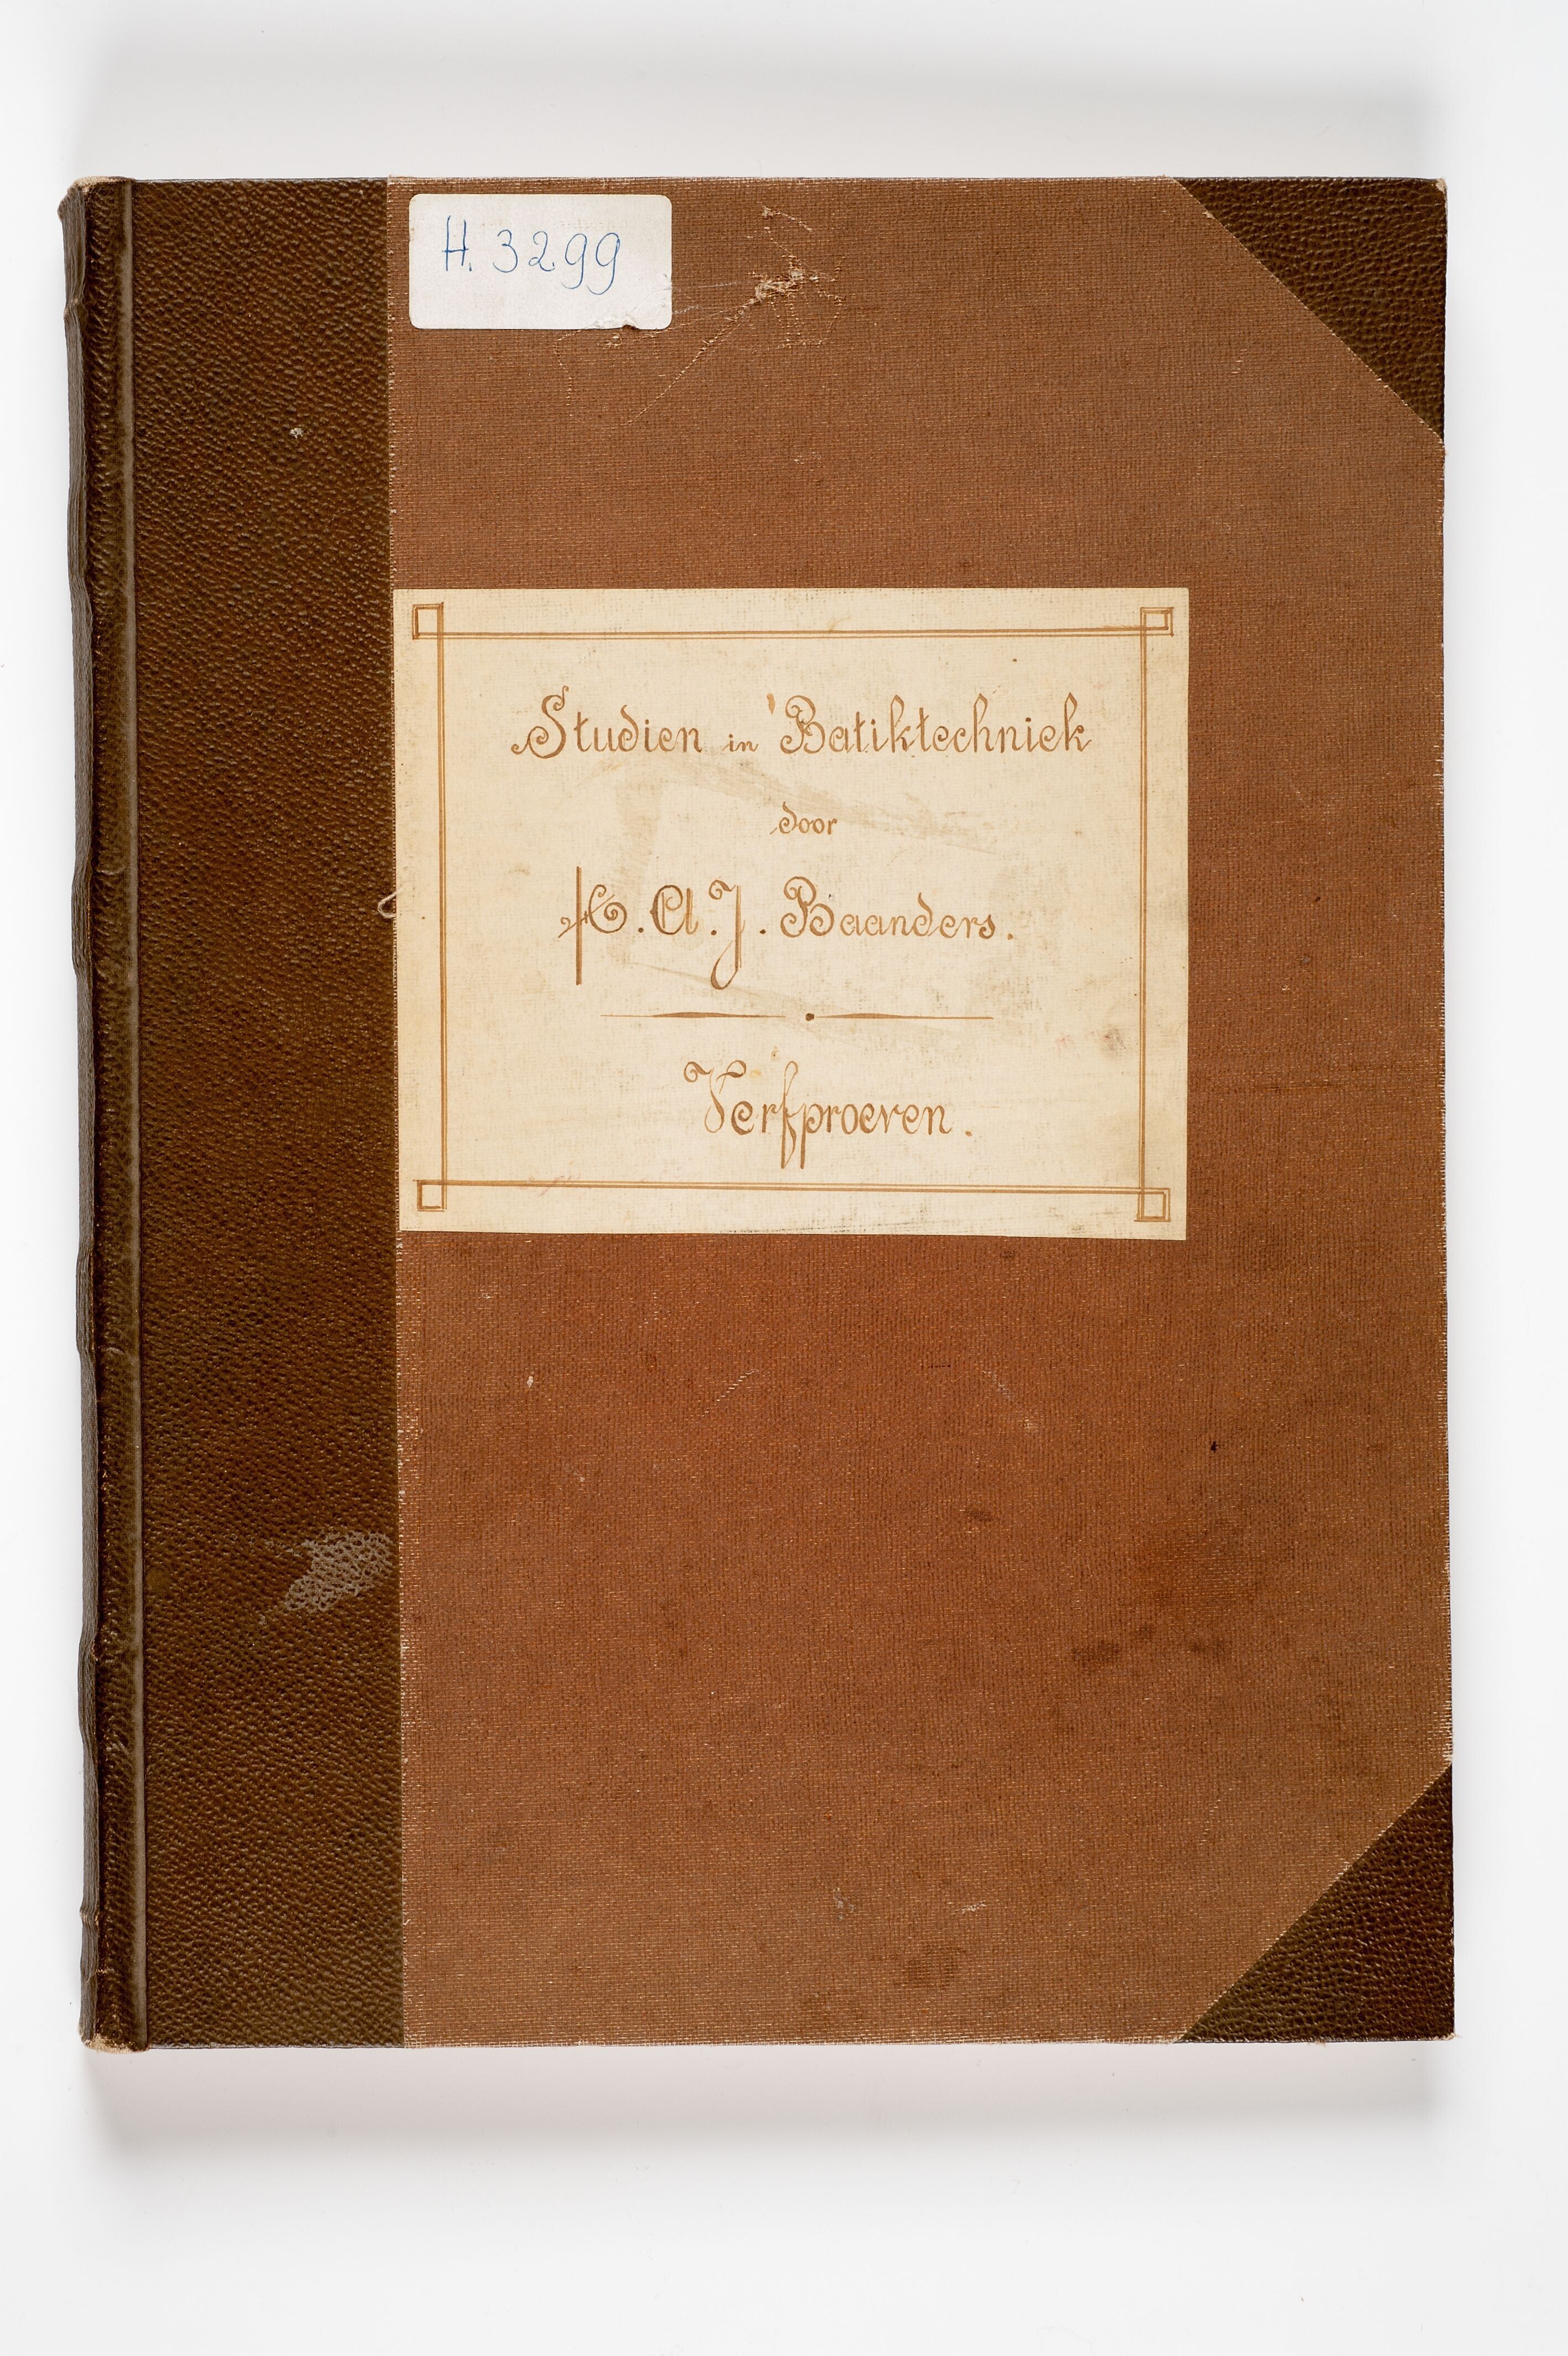 H. 3299
Studien in Batiktechniek
door
H. A. J. Baanders.
Verfproeven.